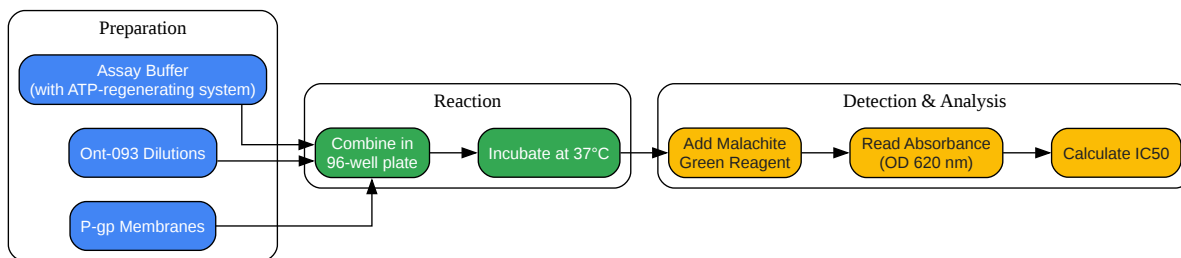 Preparation
Assay Buffer
(with ATP-regenerating system)
Ont-093 Dilutions
P-gp Membranes
Reaction
Combine in
96-well plate
Incubate at 37°C
Detection & Analysis
Add Malachite
Green Reagent
Read Absorbance
(OD 620 nm)
Calculate IC50